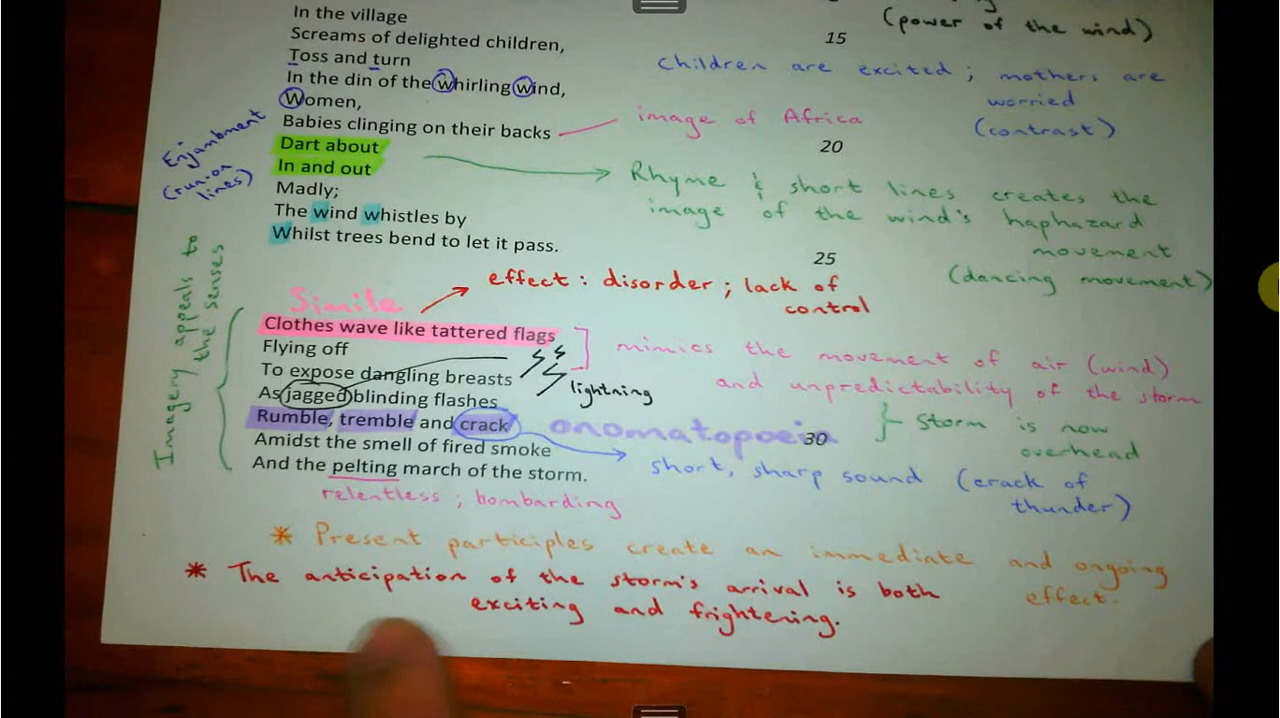 In the village
(power of the wind)
Screams of delighted children,
15
Toss and turn
children are excited; mothers are
worried
(contrast)
In the din of the whirling wind,
Women,
image of Africa
Babies clinging on their backs
20
Enjambment
(run-on
lines)
Dart about
In and out
Rhyme & short lines creates the
image of the wind's haphazard
movement
(dancing movement)
Madly;
The wind whistles by
Whilst trees bend to let it pass.
25
effect: disorder; lack of
control
Imagery appeals to
the senses
Simile
Clothes wave like tattered flags
Flying off
mimics the movement of air (wind)
and unpredictability of the storm
To expose dangling breasts
lightning
As jagged blinding flashes
Rumble, tremble and crack
onomatopoeia
30
Storm is now
overhead
Amidst the smell of fired smoke
short, sharp sound (crack of
thunder)
And the pelting march of the storm.
relentless; bombarding
* Present participles create an immediate and ongoing
effect.
* The anticipation of the storm's arrival is both
exciting and frightening.